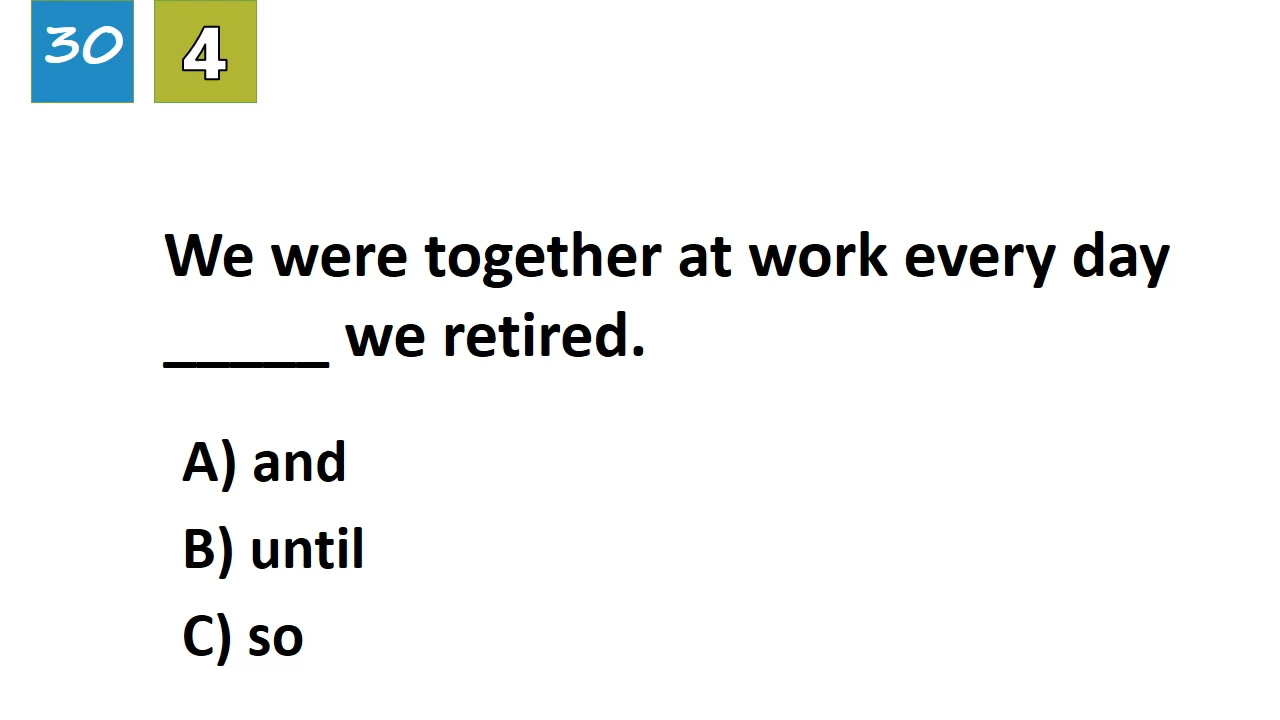 30 4
We were together at work every day
_____ we retired.
A) and
B) until
C) so